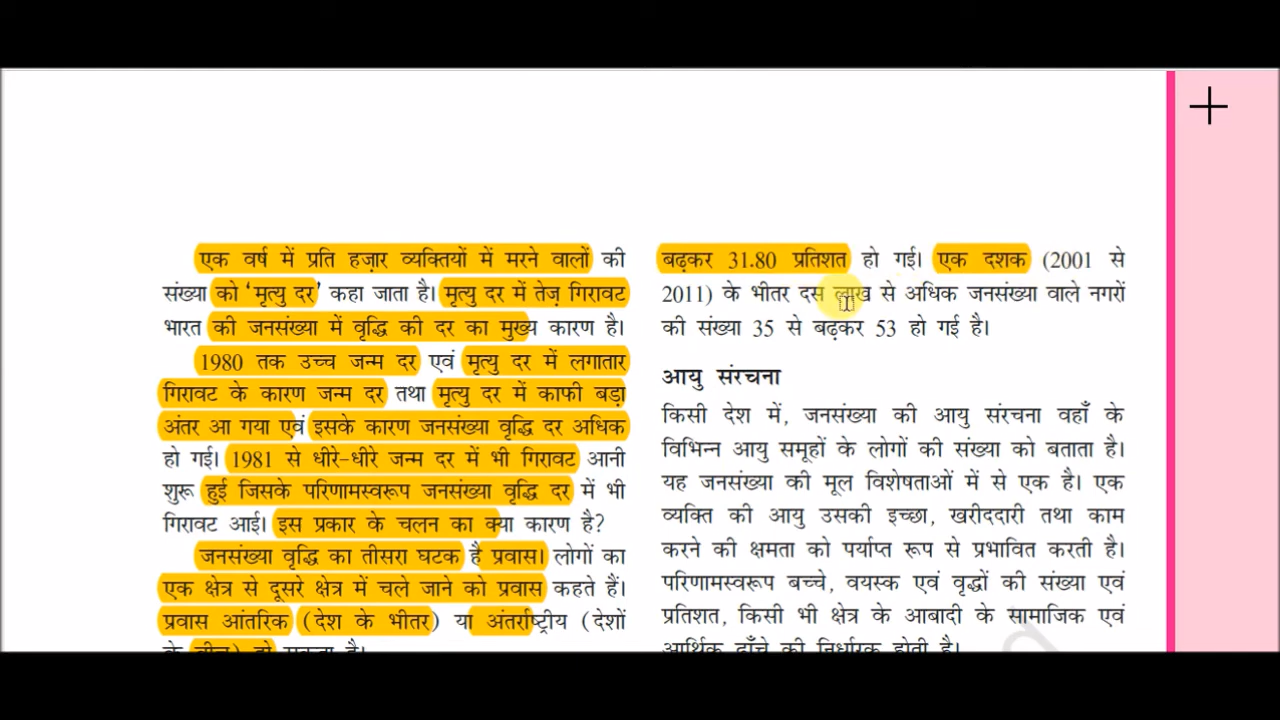 एक वर्ष में प्रति हज़ार व्यक्तियों में मरने वालों की
संख्या को ‘मृत्यु दर’ कहा जाता है। मृत्यु दर में तेज़ गिरावट
भारत की जनसंख्या में वृद्धि की दर का मुख्य कारण है।
1980 तक उच्च जन्म दर एवं मृत्यु दर में लगातार
गिरावट के कारण जन्म दर तथा मृत्यु दर में काफी बड़ा
अंतर आ गया एवं इसके कारण जनसंख्या वृद्धि दर अधिक
हो गई। 1981 से धीरे-धीरे जन्म दर में भी गिरावट आनी
शुरू हुई जिसके परिणामस्वरूप जनसंख्या वृद्धि दर में भी
गिरावट आई। इस प्रकार के चलन का क्या कारण है?
जनसंख्या वृद्धि का तीसरा घटक है प्रवास। लोगों का
एक क्षेत्र से दूसरे क्षेत्र में चले जाने को प्रवास कहते हैं।
प्रवास आंतरिक (देश के भीतर) या अंतर्राष्ट्रीय (देशों
के बीच) हो सकता है।
बढ़कर 31.80 प्रतिशत हो गई। एक दशक (2001 से
2011) के भीतर दस लाख से अधिक जनसंख्या वाले नगरों
की संख्या 35 से बढ़कर 53 हो गई है।
आयु संरचना
किसी देश में, जनसंख्या की आयु संरचना वहाँ के
विभिन्न आयु समूहों के लोगों की संख्या को बताता है।
यह जनसंख्या की मूल विशेषताओं में से एक है। एक
व्यक्ति की आयु उसकी इच्छा, खरीददारी तथा काम
करने की क्षमता को पर्याप्त रूप से प्रभावित करती है।
परिणामस्वरूप बच्चे, वयस्क एवं वृद्धों की संख्या एवं
प्रतिशत, किसी भी क्षेत्र के आबादी के सामाजिक एवं
आर्थिक ढाँचे की निर्धारक होती है।